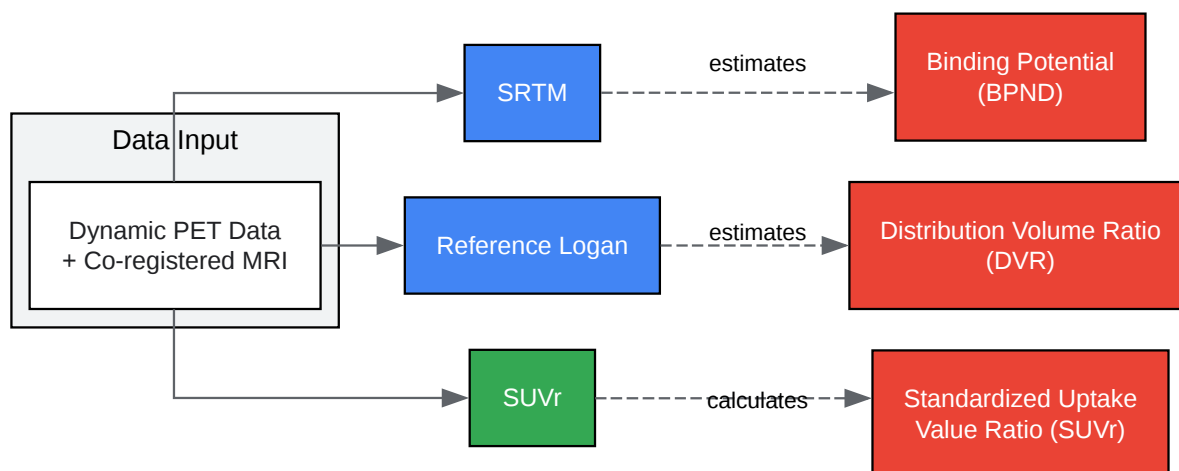 SRTM
estimates
Binding Potential
(BPND)
Data Input
Dynamic PET Data
+ Co-registered MRI
Reference Logan
estimates
Distribution Volume Ratio
(DVR)
SUVr
calculates
Standardized Uptake
Value Ratio (SUVr)